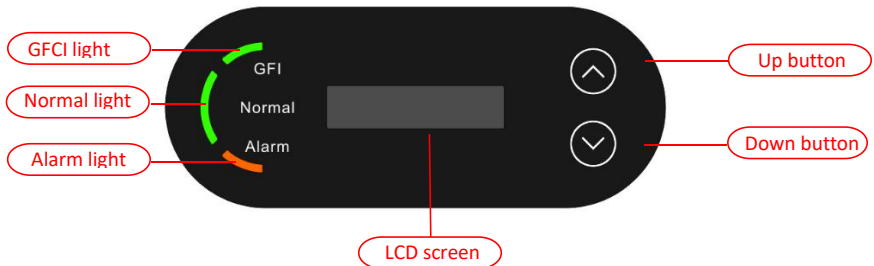 GFCI light
GFI
Up button
Normal light
Normal
Alarm
Down button
Alarm light
LCD screen